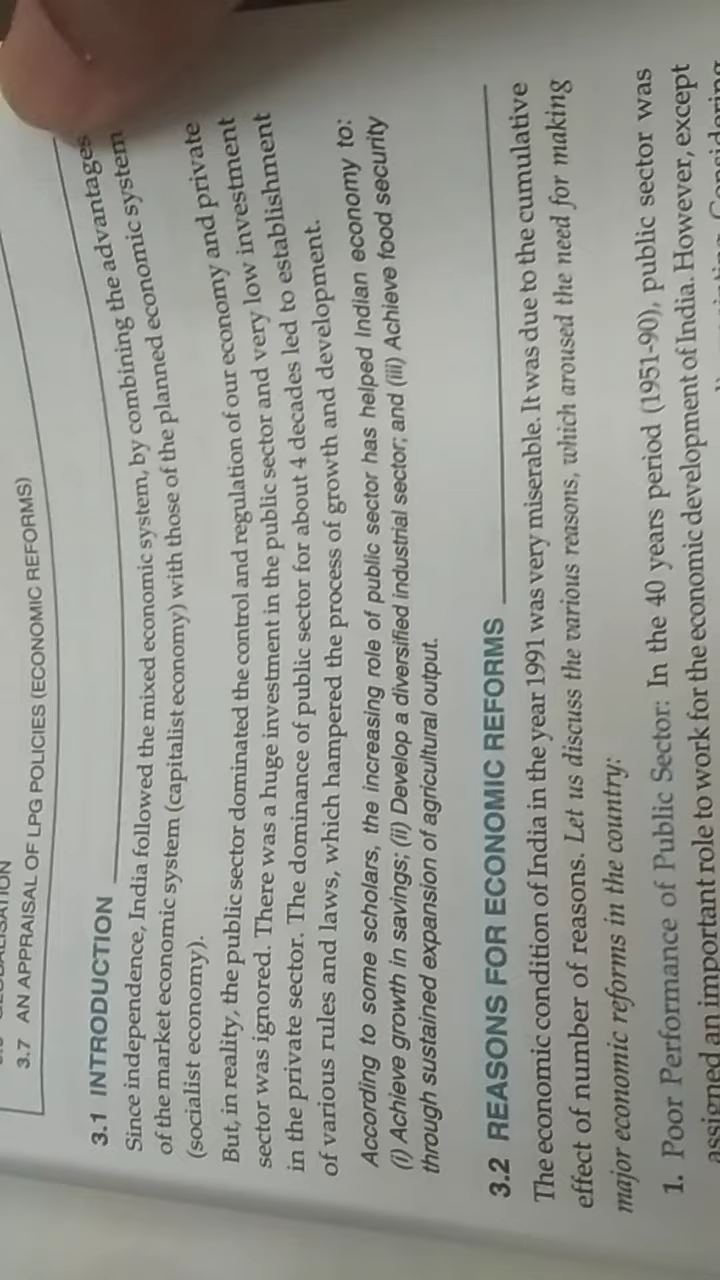 3.7 AN APPRAISAL OF LPG POLICIES (ECONOMIC REFORMS)
3.1 INTRODUCTION
Since independence, India followed the mixed economic system, by combining the advantages
of the market economic system (capitalist economy) with those of the planned economic system
(socialist economy).
But, in reality, the public sector dominated the control and regulation of our economy and private
sector was ignored. There was a huge investment in the public sector and very low investment
in the private sector. The dominance of public sector for about 4 decades led to establishment
of various rules and laws, which hampered the process of growth and development.
According to some scholars, the increasing role of public sector has helped Indian economy to:
(i) Achieve growth in savings; (ii) Develop a diversified industrial sector; and (iii) Achieve food security
through sustained expansion of agricultural output.
3.2 REASONS FOR ECONOMIC REFORMS
The economic condition of India in the year 1991 was very miserable. It was due to the cumulative
effect of number of reasons. Let us discuss the various reasons, which aroused the need for making
major economic reforms in the country:
1. Poor Performance of Public Sector: In the 40 years period (1951-90), public sector was
assigned an important role to work for the economic development of India. However, except